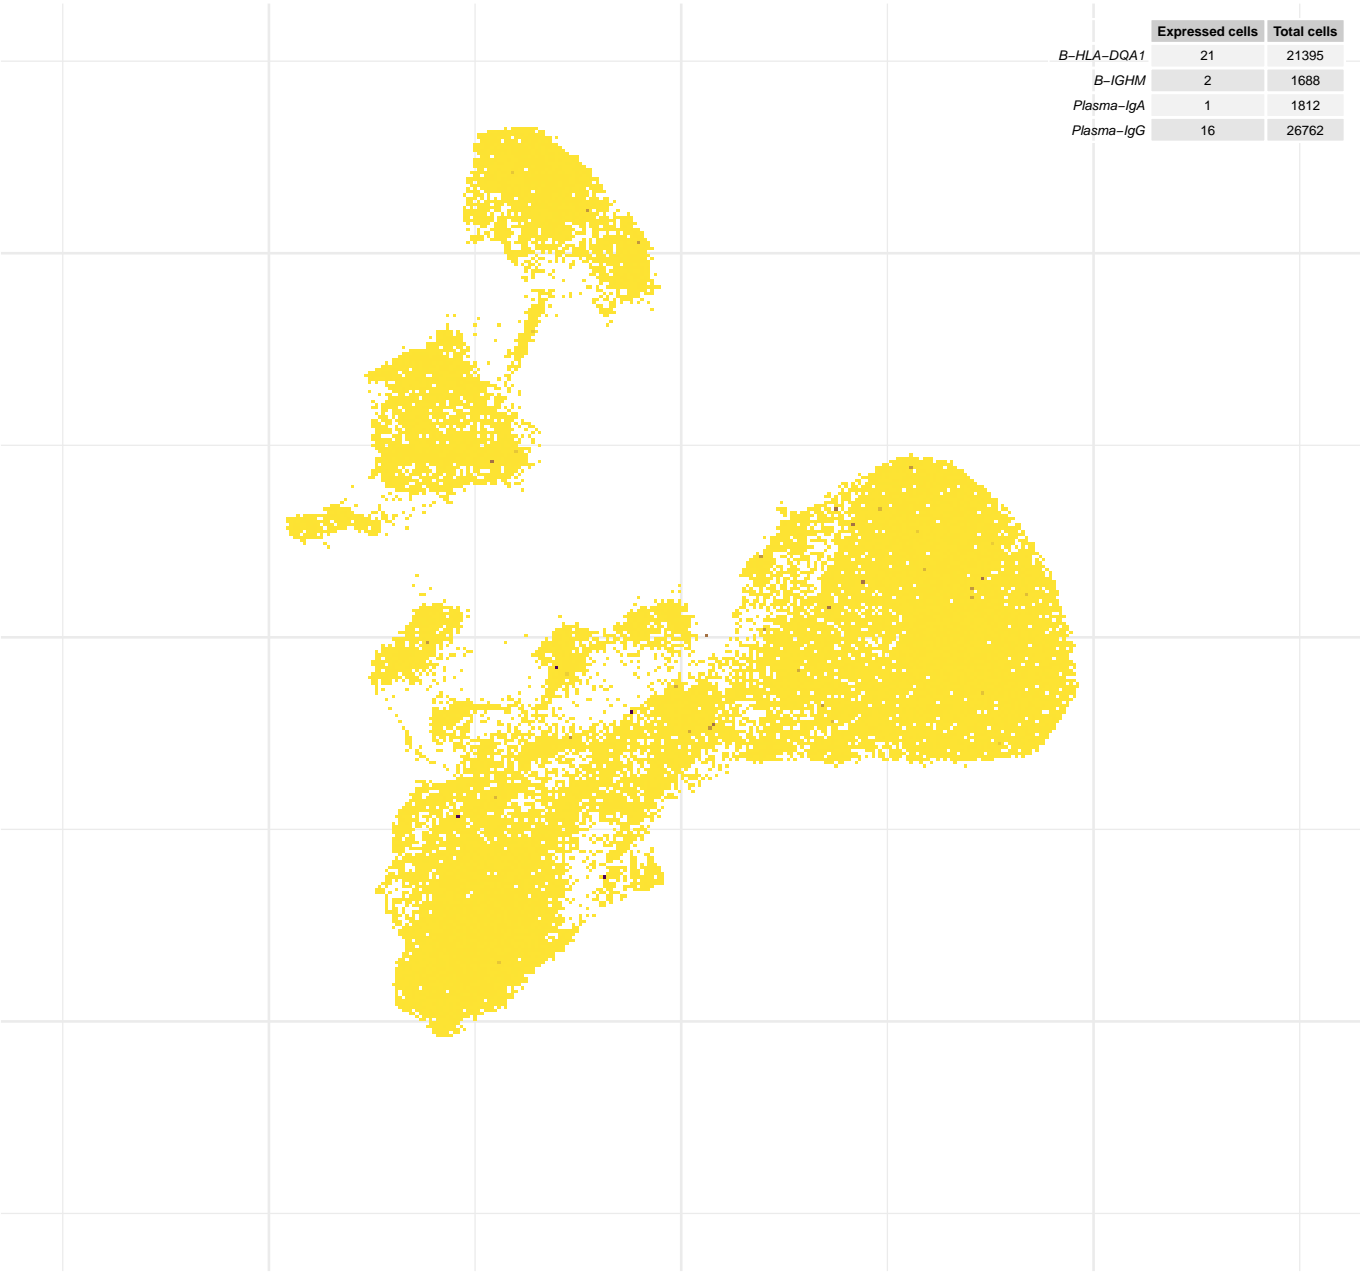 Expressed cells Total cells
B−HLA−DQA1 21 21395
B−IGHM 2 1688
Plasma−IgA 1 1812
Plasma−IgG 16 26762